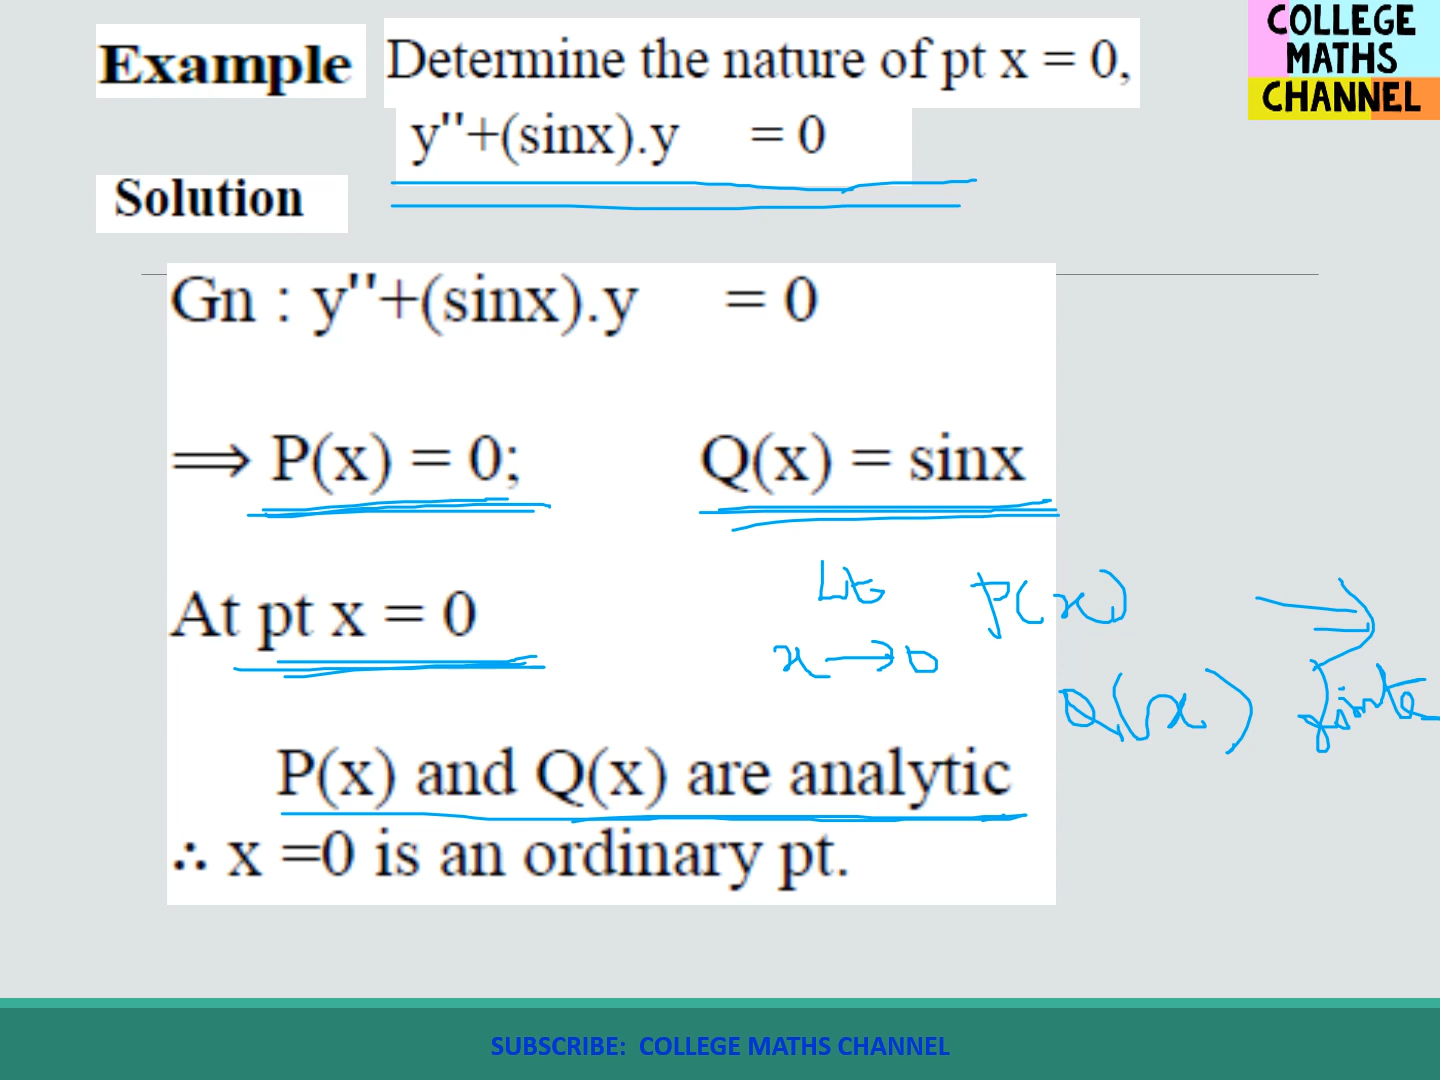 COLLEGE
MATHS
CHANNEL
Example Determine the nature of pt x = 0,
y''+(sinx).y = 0
Solution
Gn : y''+(sinx).y = 0
⟹ P(x) = 0; Q(x) = sinx
At pt x = 0
Lt P(x)
x → 0 Q(x) finite
P(x) and Q(x) are analytic
∴ x =0 is an ordinary pt.
SUBSCRIBE: COLLEGE MATHS CHANNEL